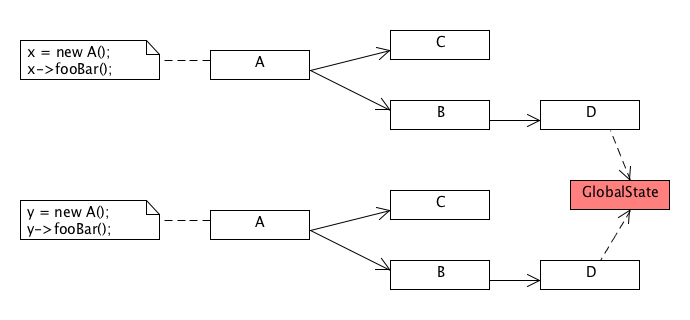 x = new A();
x->fooBar();
A
C
B
D
GlobalState
y = new A();
y->fooBar();
A
C
B
D